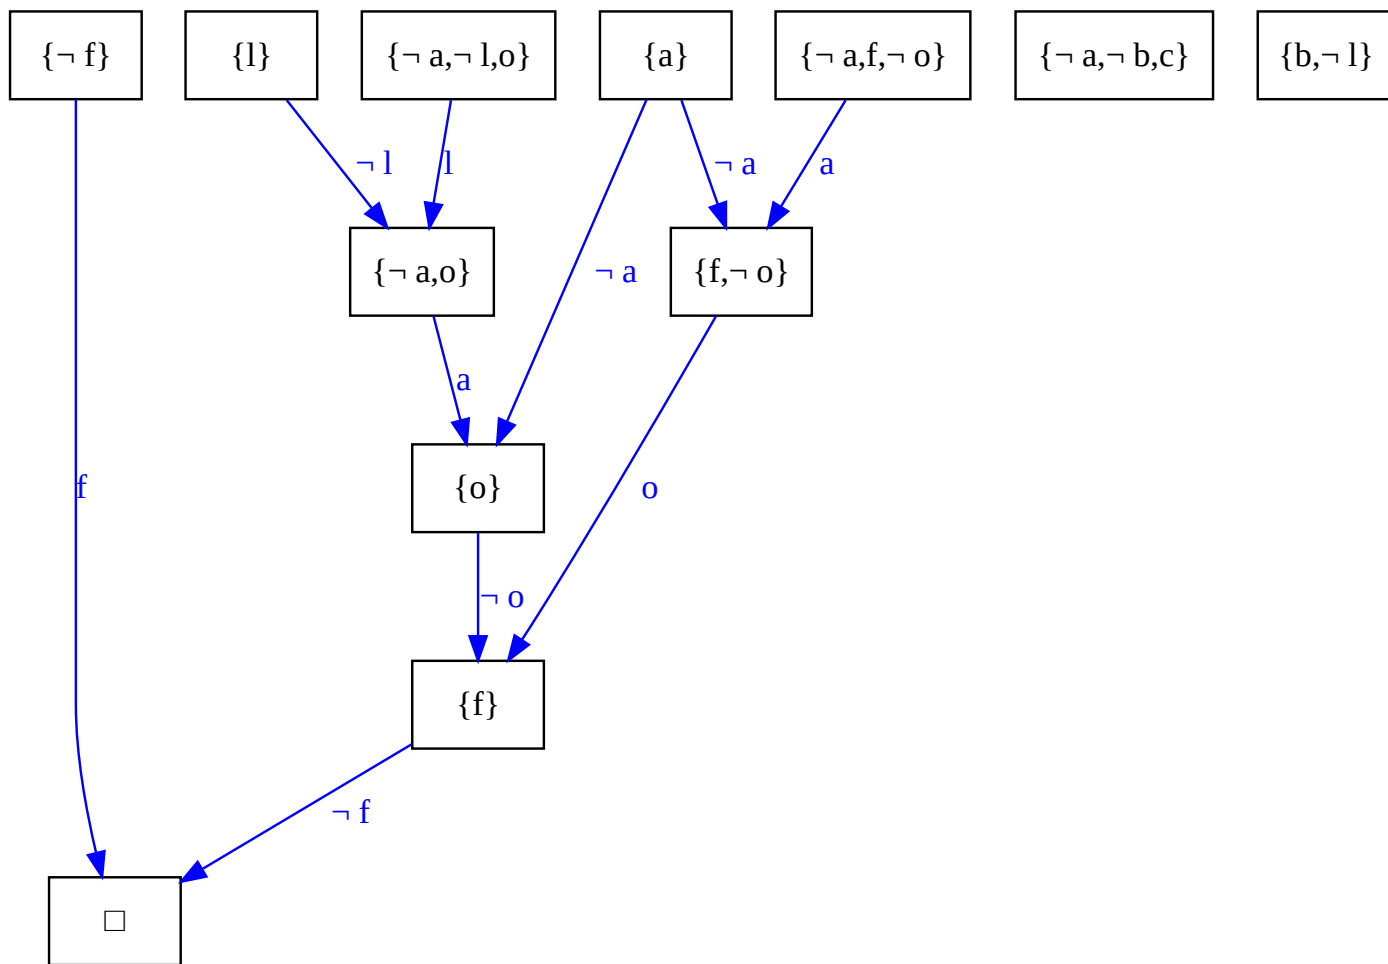 {¬ f} {l} {¬ a,¬ l,o} {a} {¬ a,f,¬ o} {¬ a,¬ b,c} {b,¬ l}
¬ l l ¬ a a
{¬ a,o} ¬ a {f,¬ o}
a
f {o} o
¬ o
{f}
¬ f
□